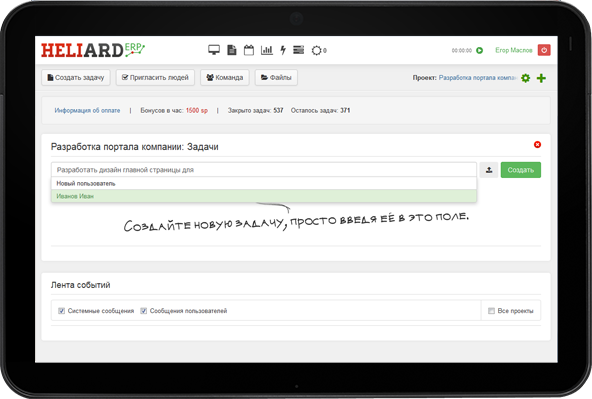 HELIARD ERP
0
00:00:00
Егор Маслов
Создать задачу
Пригласить людей
Команда
Файлы
Проект: Разработка портала компан
Информация об оплате | Бонусов в час: 1500 sp | Закрыто задач: 537 Осталось задач: 371
Разработка портала компании: Задачи
Разработать дизайн главной страницы для
Создать
Новый пользователь
Иванов Иван
Создайте новую задачу, просто введя её в это поле.
Лента событий
Системные сообщения
Сообщения пользователей
Все проекты